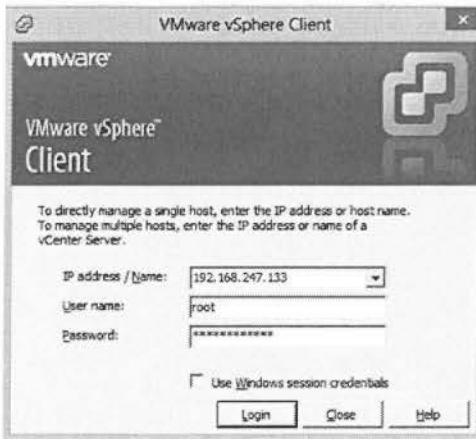 VMware vSphere Client
vmware
VMware vSphere™
Client
To directly manage a single host, enter the IP address or host name.
To manage multiple hosts, enter the IP address or name of a
vCenter Server.
IP address / Name: 192.168.247.133
User name: root
Password: ************
Use Windows session credentials
Login Close Help